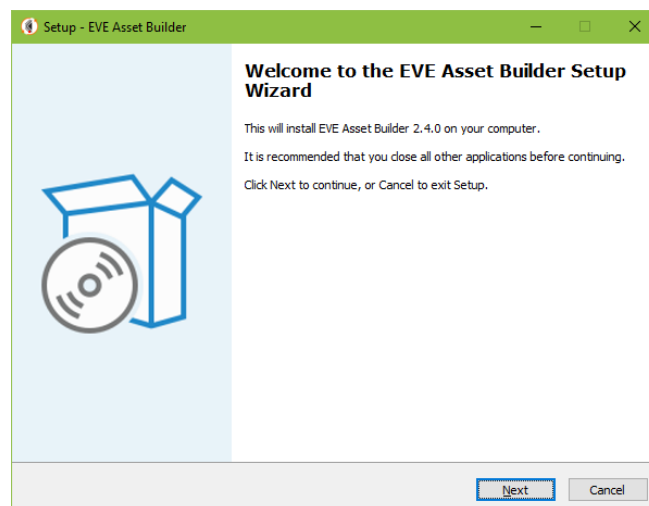 Setup - EVE Asset Builder
Welcome to the EVE Asset Builder Setup
Wizard
This will install EVE Asset Builder 2.4.0 on your computer.
It is recommended that you close all other applications before continuing.
Click Next to continue, or Cancel to exit Setup.
Next Cancel